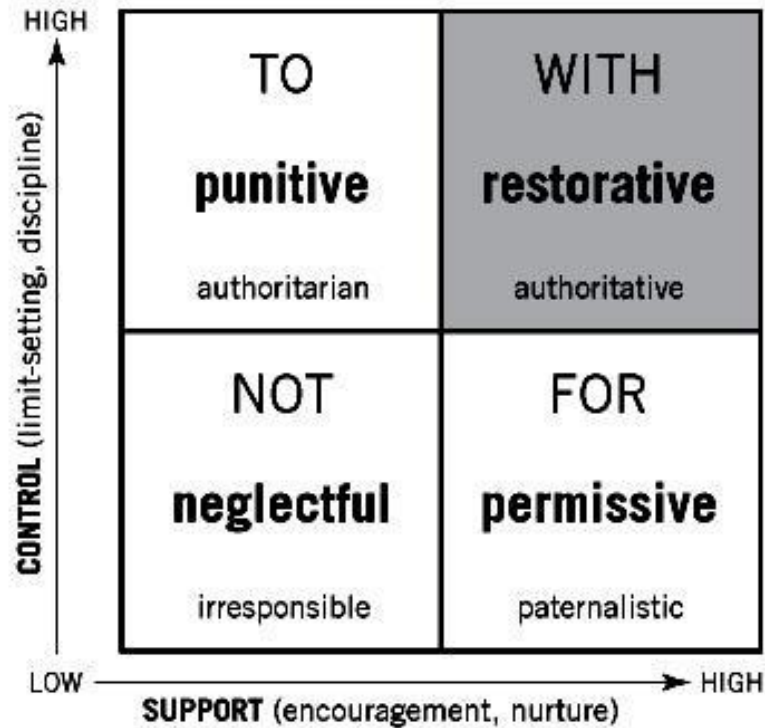 HIGH
TO
WITH
punitive
restorative
authoritarian
authoritative
NOT
FOR
neglectful
permissive
irresponsible
paternalistic
CONTROL (limit-setting, discipline)
LOW
HIGH
SUPPORT (encouragement, nurture)